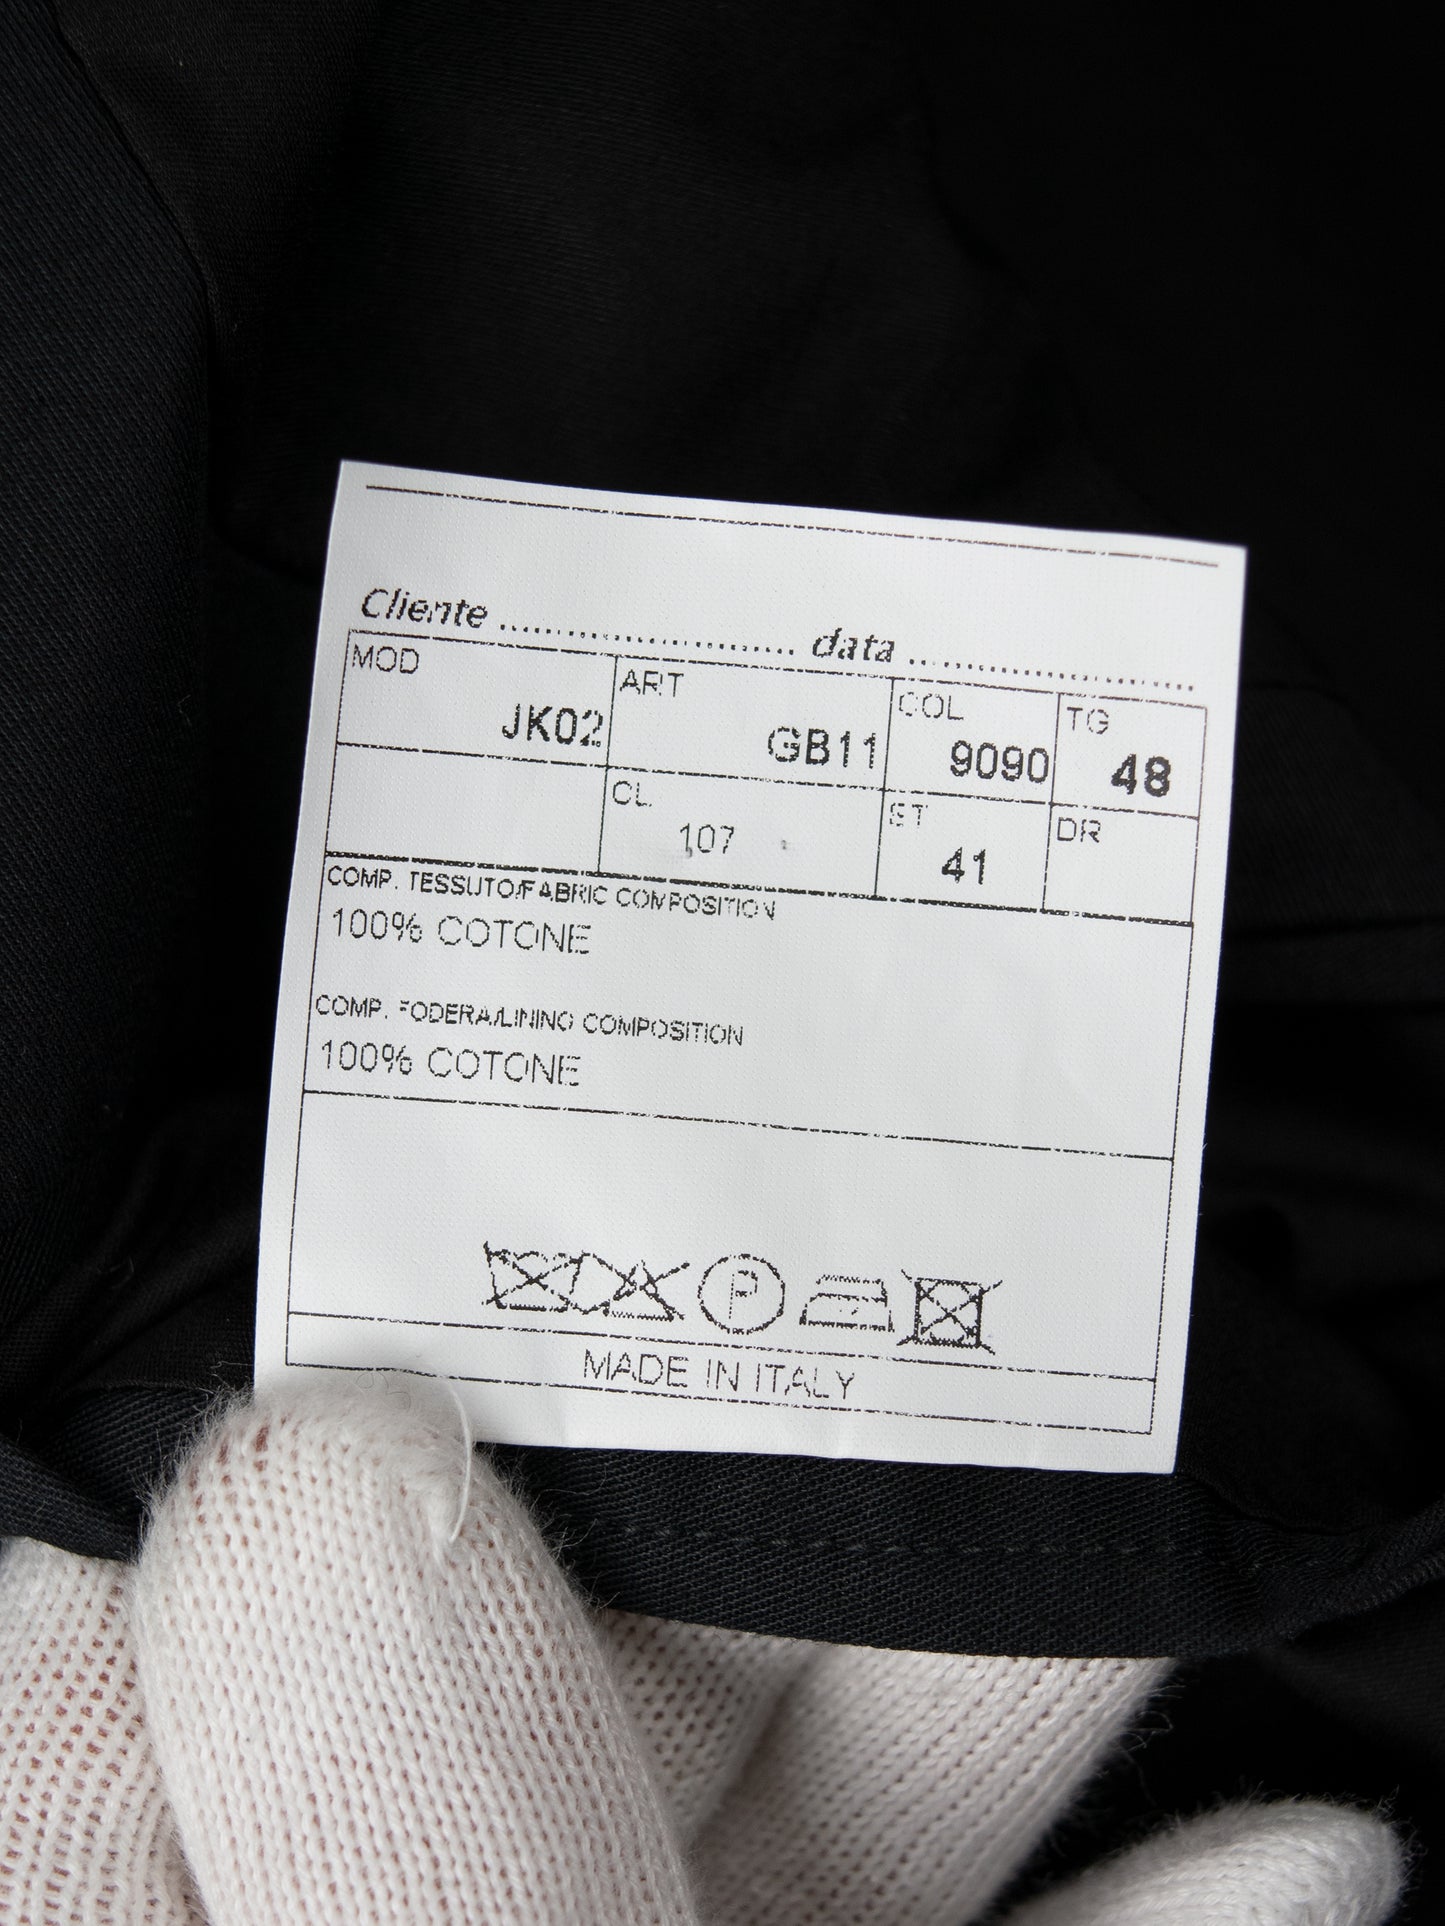 Cliente .............................. data ..............................
MOD ART COL TG
JK02 GB11 9090 48
CL. ST DR
107 41
COMP. TESSUTO/FABRIC COMPOSITION
100% COTONE
COMP. FODERA/LINING COMPOSITION
100% COTONE
P
MADE IN ITALY